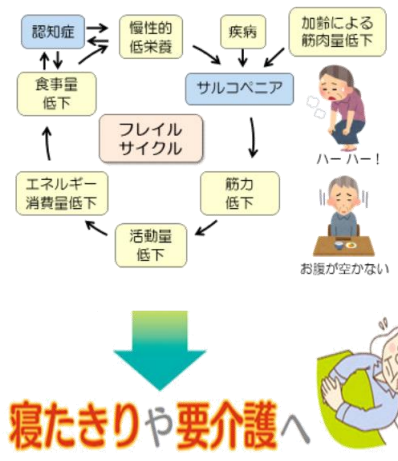 認知症
慢性的
低栄養
疾病
加齢による
筋肉量低下
食事量
低下
サルコペニア
フレイル
サイクル
ハー ハー！
エネルギー
消費量低下
筋力
低下
活動量
低下
お腹が空かない
寝たきりや要介護へ